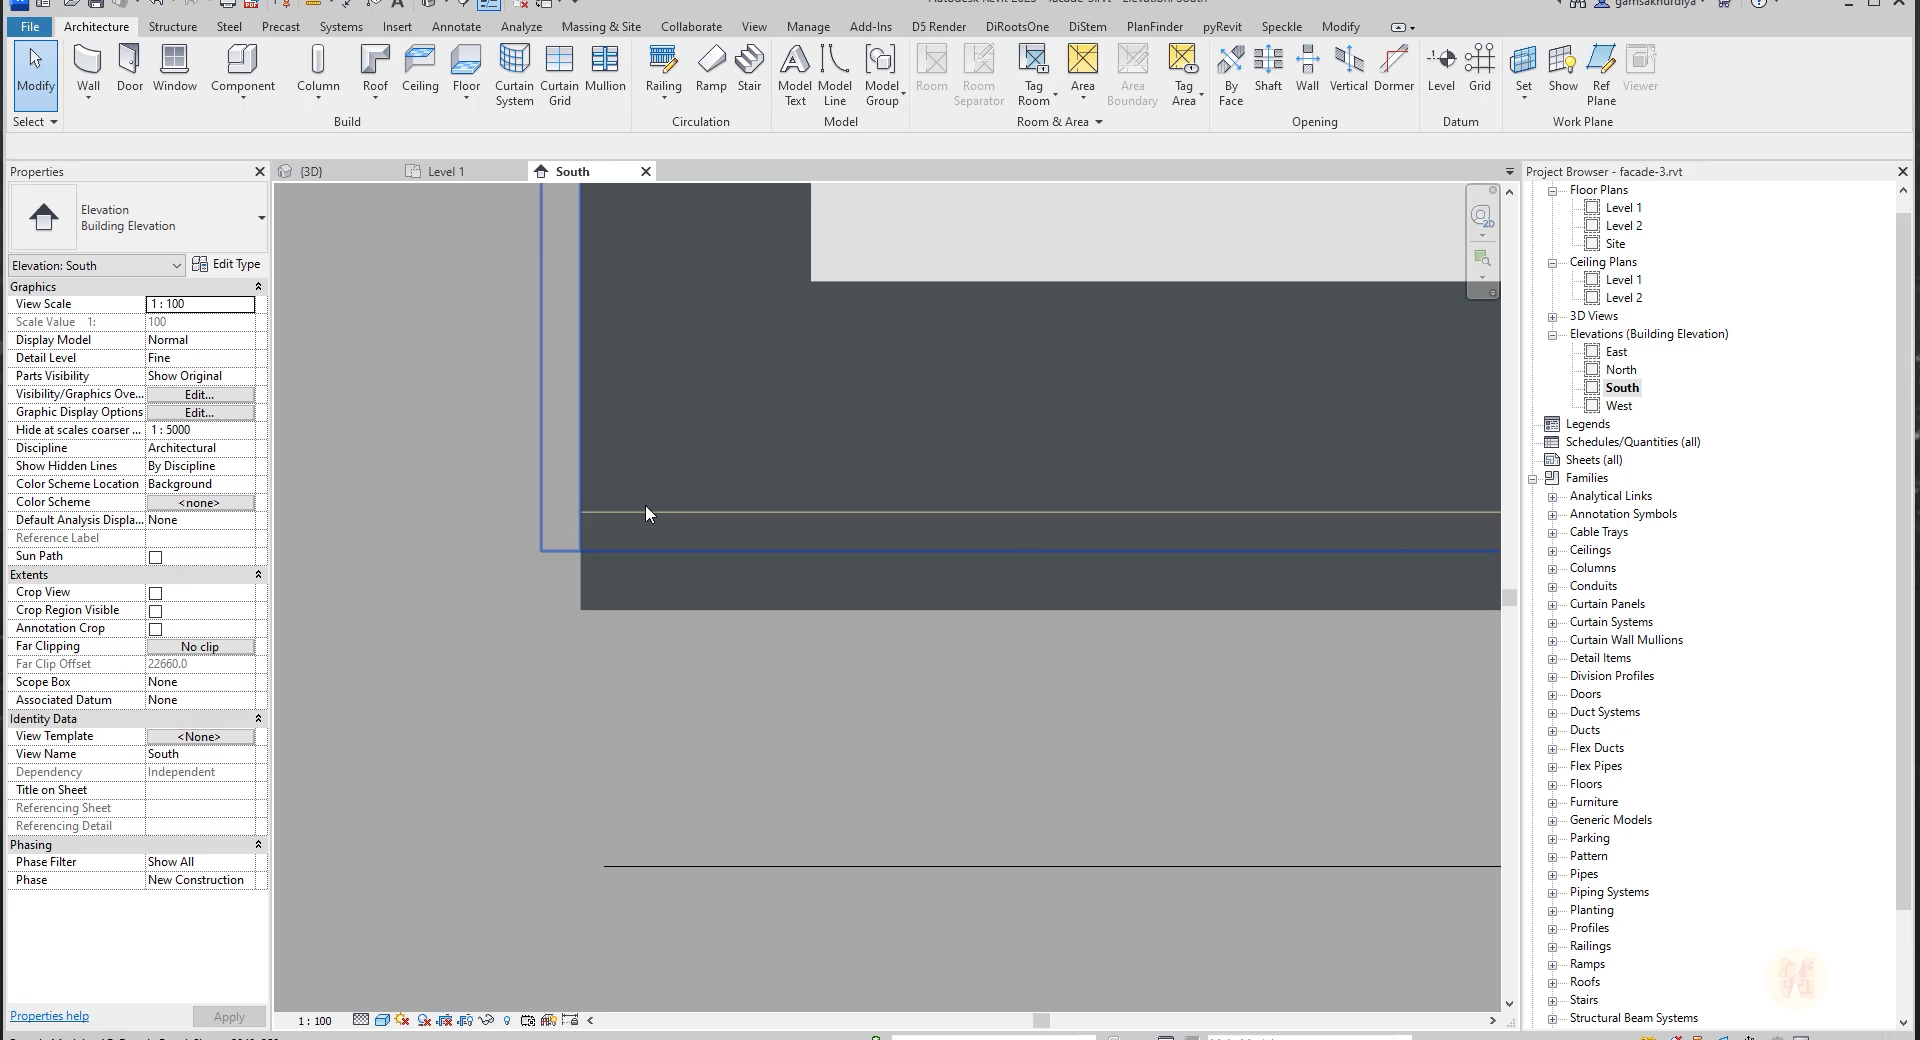 File Architecture Structure Steel Precast Systems Insert Annotate Analyze Massing & Site Collaborate View Manage Add-Ins D5 Render DiRootsOne DiStem PlanFinder pyRevit Speckle Modify
Modify Wall Door Window Component Column Roof Ceiling Floor Curtain System Curtain Grid Mullion Railing Ramp Stair Model Text Model Line Model Group Room Room Separator Tag Room Area Area Boundary Tag Area By Face Shaft Wall Vertical Dormer Level Grid Set Show Ref Plane Viewer
Select Build Circulation Model Room & Area Opening Datum Work Plane
Properties
{3D} Level 1 South
Project Browser - facade-3.rvt
Elevation
Building Elevation
Elevation: South Edit Type
Graphics
View Scale 1 : 100
Scale Value 1: 100
Display Model Normal
Detail Level Fine
Parts Visibility Show Original
Visibility/Graphics Ove... Edit...
Graphic Display Options Edit...
Hide at scales coarser ... 1 : 5000
Discipline Architectural
Show Hidden Lines By Discipline
Color Scheme Location Background
Color Scheme <none>
Default Analysis Displa... None
Reference Label
Sun Path
Extents
Crop View
Crop Region Visible
Annotation Crop
Far Clipping No clip
Far Clip Offset 22660.0
Scope Box None
Associated Datum None
Identity Data
View Template <None>
View Name South
Dependency Independent
Title on Sheet
Referencing Sheet
Referencing Detail
Phasing
Phase Filter Show All
Phase New Construction
Properties help Apply
1 : 100
Floor Plans
Level 1
Level 2
Site
Ceiling Plans
Level 1
Level 2
3D Views
Elevations (Building Elevation)
East
North
South
West
Legends
Schedules/Quantities (all)
Sheets (all)
Families
Analytical Links
Annotation Symbols
Cable Trays
Ceilings
Columns
Conduits
Curtain Panels
Curtain Systems
Curtain Wall Mullions
Detail Items
Division Profiles
Doors
Duct Systems
Ducts
Flex Ducts
Flex Pipes
Floors
Furniture
Generic Models
Parking
Pattern
Pipes
Piping Systems
Planting
Profiles
Railings
Ramps
Roofs
Stairs
Structural Beam Systems